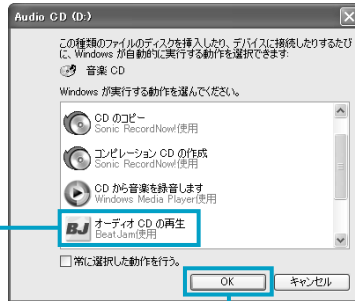 Audio CD (D:)
この種類のファイルのディスクを挿入したり、デバイスに接続したりするたび
に、Windows が自動的に実行する動作を選択できます:
音楽 CD
Windows が実行する動作を選んでください。
CD のコピー
Sonic RecordNow!使用
コンピレーション CD の作成
Sonic RecordNow!使用
CD から音楽を録音します
Windows Media Player使用
BJ オーディオ CD の再生
BeatJam使用
常に選択した動作を行う。
OK キャンセル